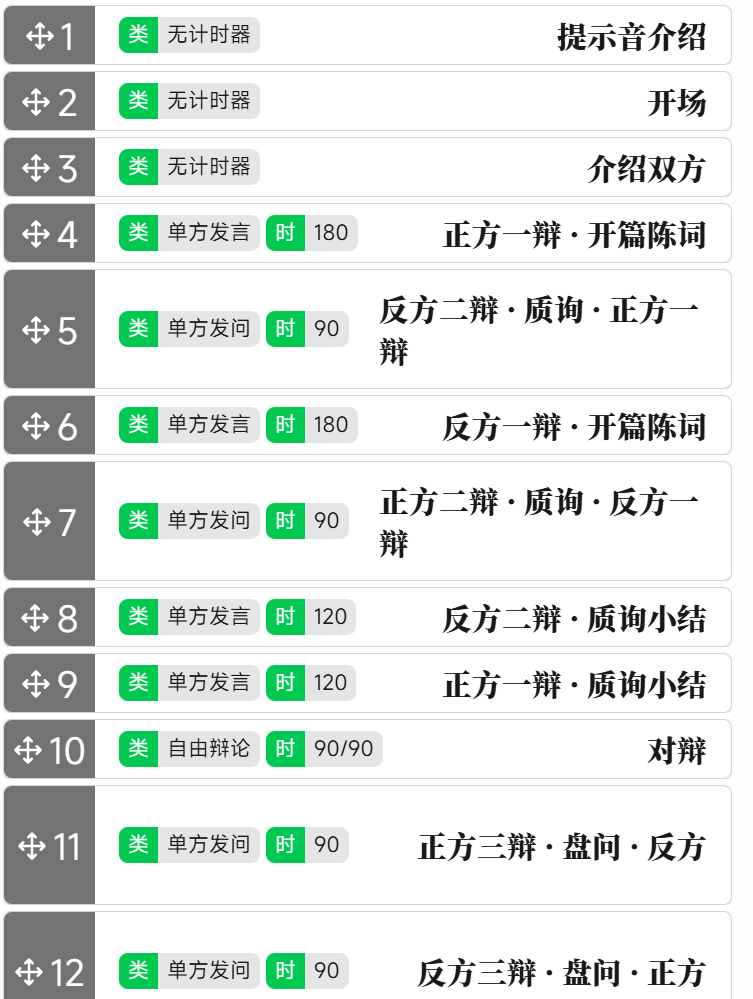 1 类 无计时器 提示音介绍
2 类 无计时器 开场
3 类 无计时器 介绍双方
4 类 单方发言 时 180 正方一辩 · 开篇陈词
5 类 单方发问 时 90 反方二辩 · 质询 · 正方一
辩
6 类 单方发言 时 180 反方一辩 · 开篇陈词
7 类 单方发问 时 90 正方二辩 · 质询 · 反方一
辩
8 类 单方发言 时 120 反方二辩 · 质询小结
9 类 单方发言 时 120 正方一辩 · 质询小结
10 类 自由辩论 时 90/90 对辩
11 类 单方发问 时 90 正方三辩 · 盘问 · 反方
12 类 单方发问 时 90 反方三辩 · 盘问 · 正方